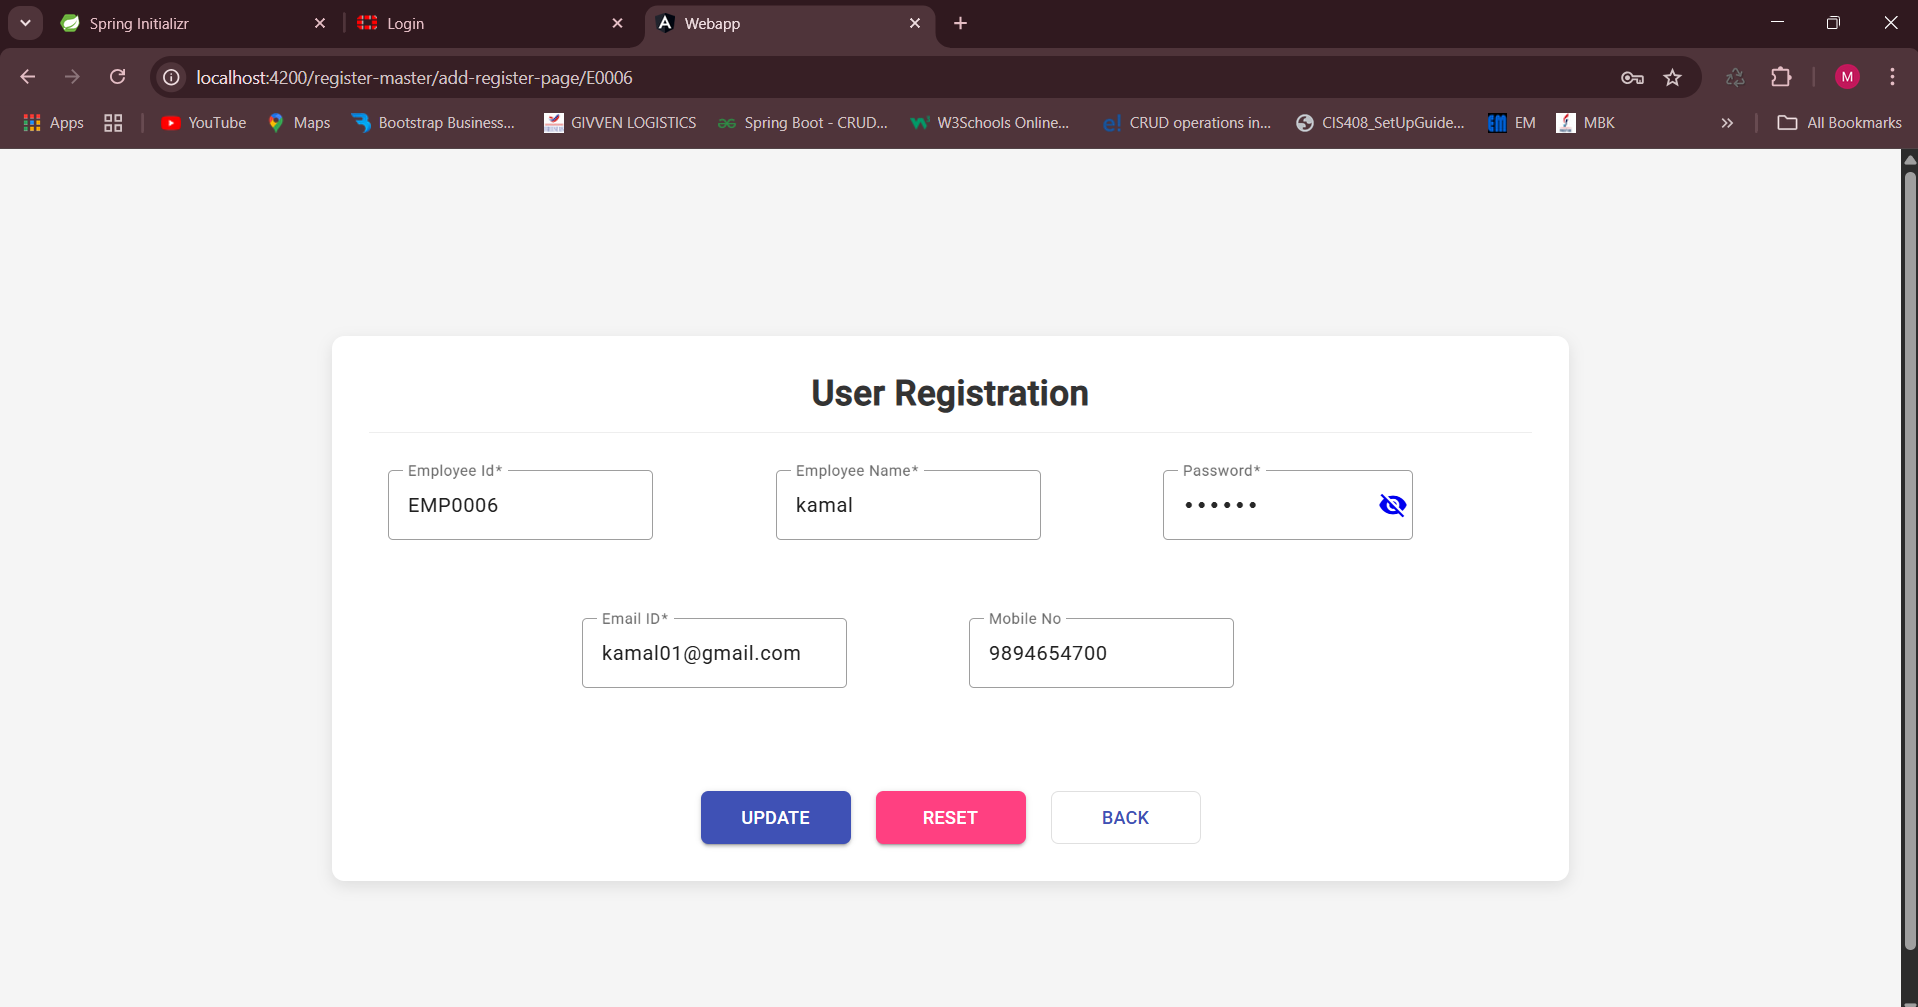 Spring Initializr
Login
Webapp
localhost:4200/register-master/add-register-page/E0006
M
Apps
YouTube
Maps
Bootstrap Business...
GIVVEN LOGISTICS
Spring Boot - CRUD...
W3Schools Online...
e! CRUD operations in...
CIS408_SetUpGuide...
EM EM
MBK
All Bookmarks
User Registration
Employee Id*
EMP0006
Employee Name*
kamal
Password*
••••••
Email ID*
kamal01@gmail.com
Mobile No
9894654700
UPDATE
RESET
BACK